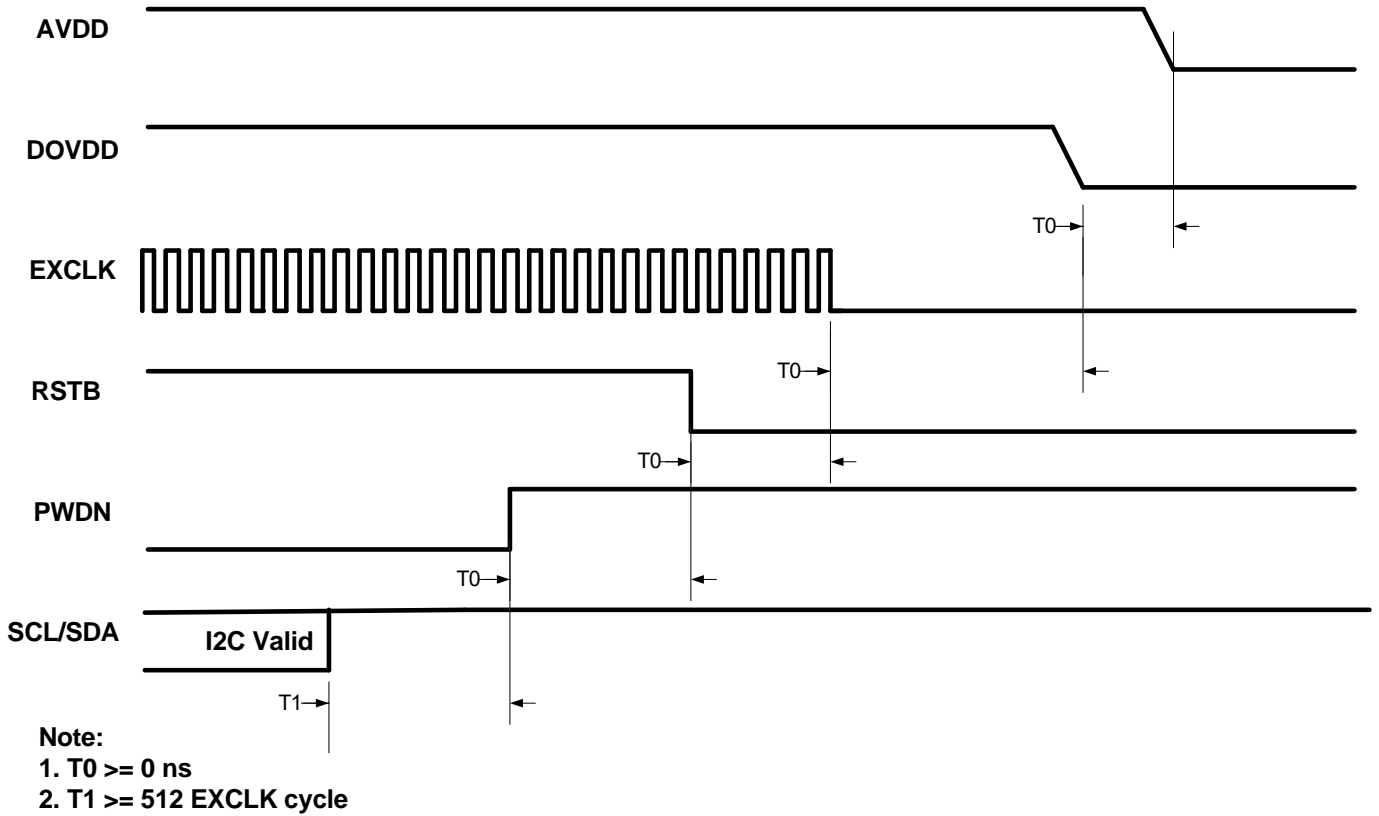 AVDD
DOVDD
T0
EXCLK
T0
RSTB
T0
PWDN
T0
SCL/SDA
I2C Valid
T1
Note:
1. T0 >= 0 ns
2. T1 >= 512 EXCLK cycle